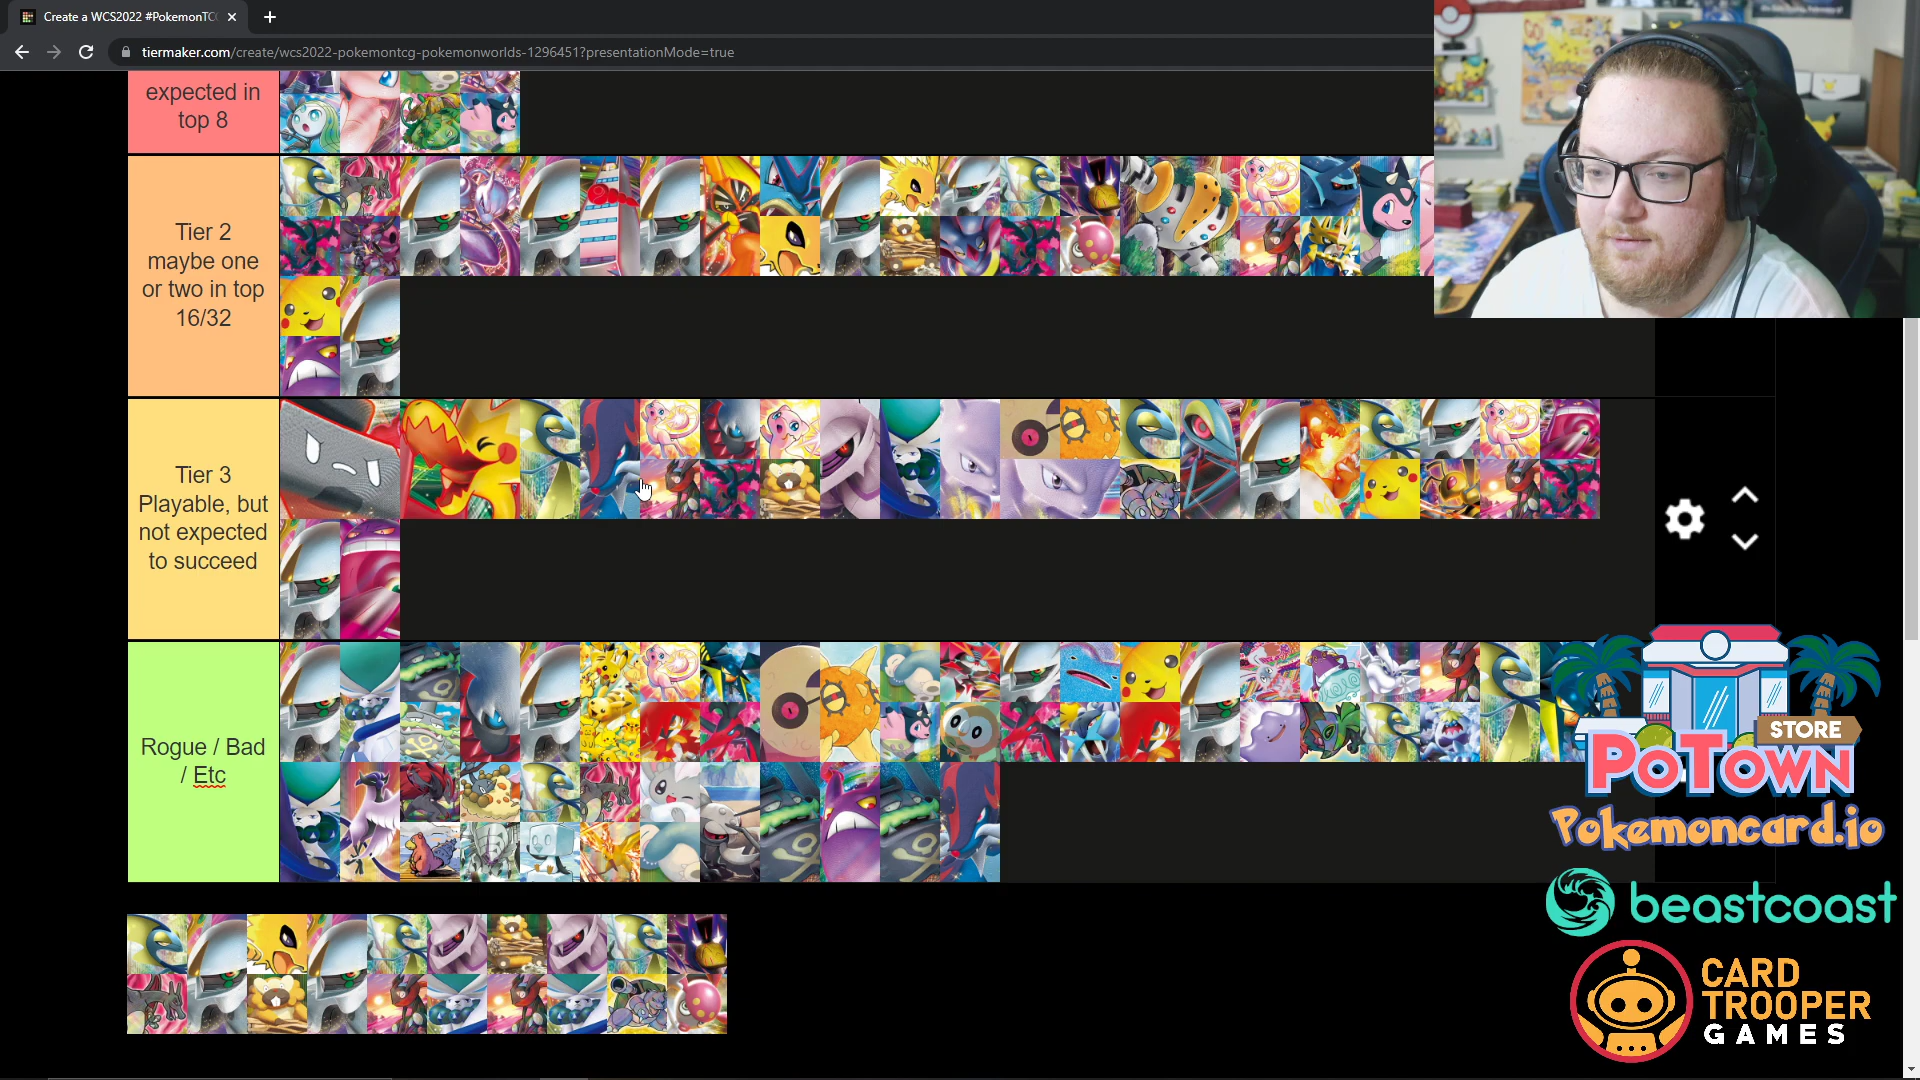 Create a WCS2022 #PokemonTC
tiermaker.com/create/wcs2022-pokemontcg-pokemonworlds-1296451?presentationMode=true
expected in
top 8
Tier 2
maybe one
or two in top
16/32
Tier 3
Playable, but
not expected
to succeed
Rogue / Bad
/ Etc
STORE
POTOWN
Pokemoncard.io
beastcoast
CARD
TROOPER
GAMES